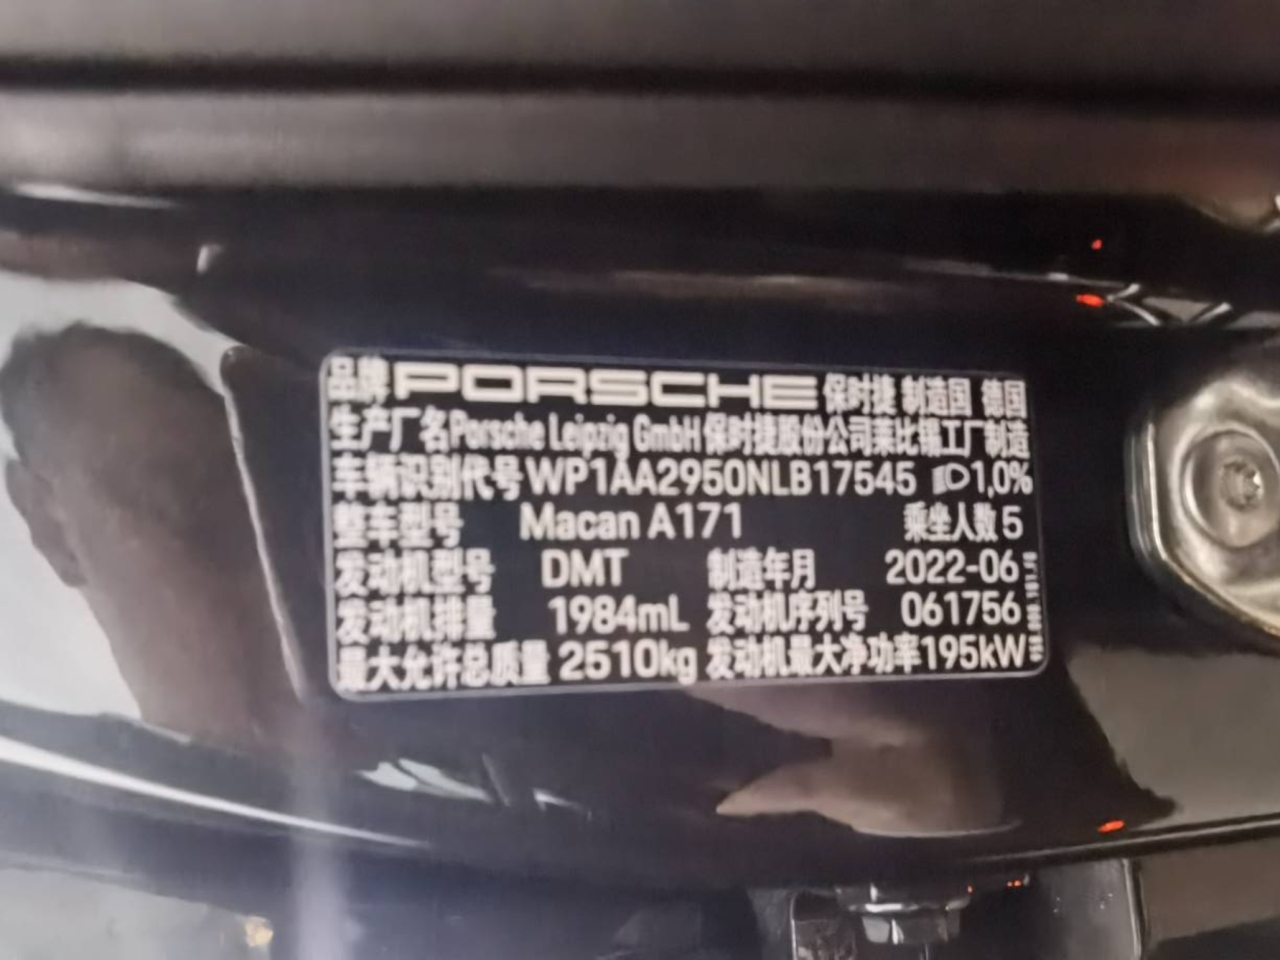 品牌 PORSCHE 保时捷 制造国 德国
生产厂名 Porsche Leipzig GmbH 保时捷股份公司莱比锡工厂制造
车辆识别代号 WP1AA2950NLB17545 1,0%
整车型号 Macan A171 乘坐人数 5
发动机型号 DMT 制造年月 2022-06
发动机排量 1984mL 发动机序列号 061756
最大允许总质量 2510kg 发动机最大净功率 195kW